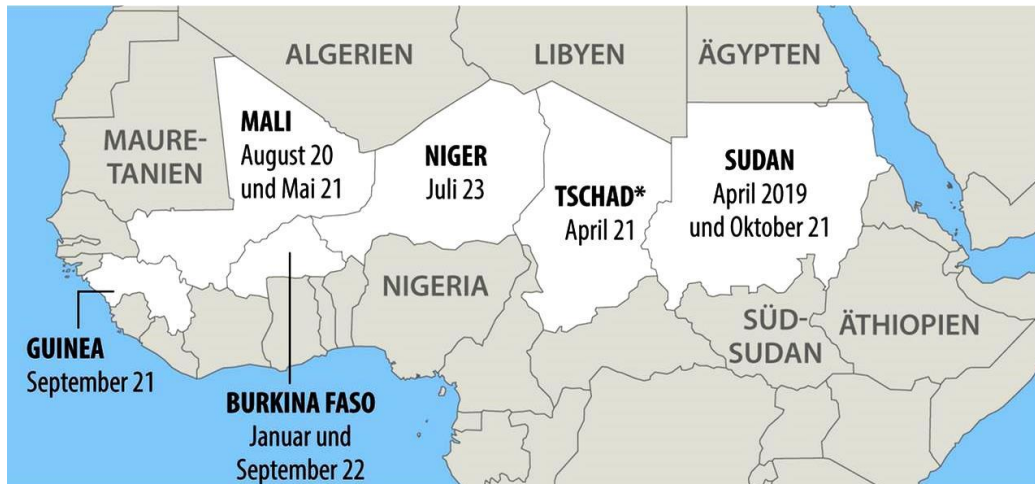 ALGERIEN
LIBYEN
ÄGYPTEN
MAURE-
TANIEN
MALI
August 20
und Mai 21
NIGER
Juli 23
TSCHAD*
April 21
SUDAN
April 2019
und Oktober 21
NIGERIA
SÜD-
SUDAN
ÄTHIOPIEN
GUINEA
September 21
BURKINA FASO
Januar und
September 22